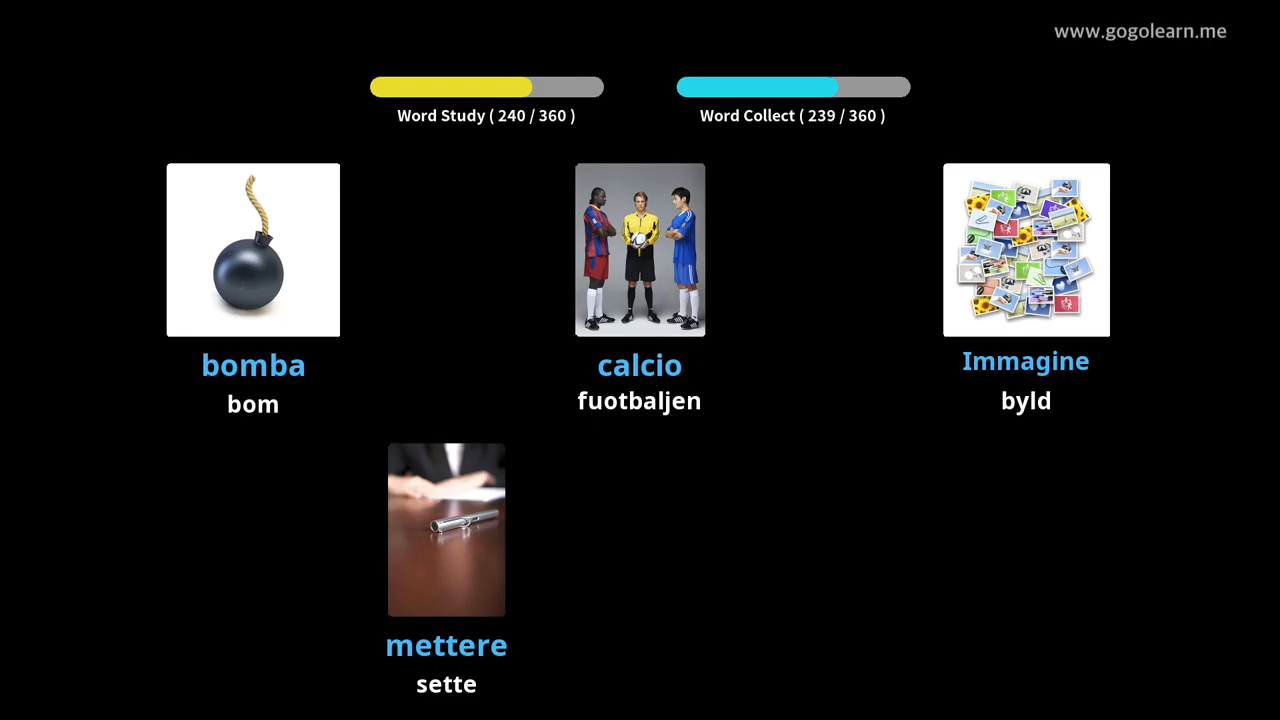 www.gogolearn.me
Word Study ( 240 / 360 )
Word Collect ( 239 / 360 )
bomba
bom
calcio
fuotbaljen
Immagine
byld
mettere
sette